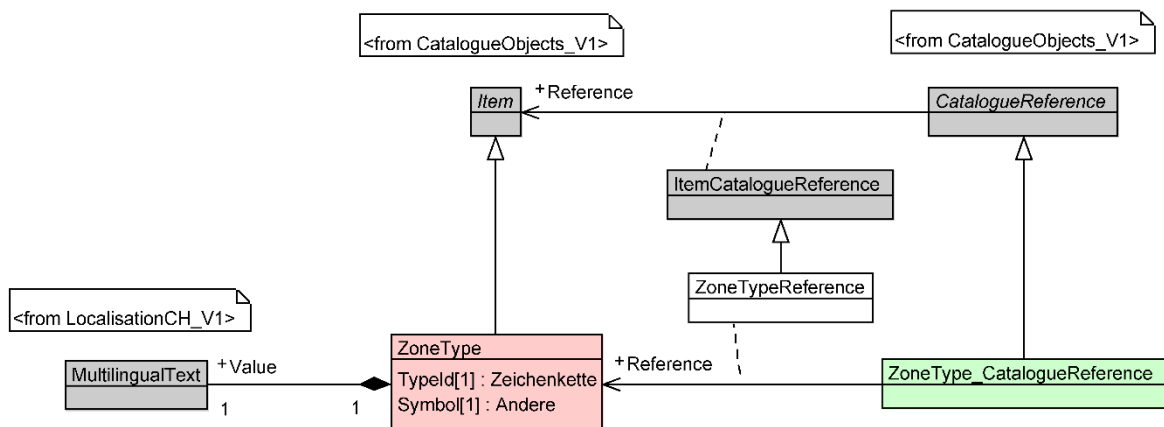 <from CatalogueObjects_V1>
<from CatalogueObjects_V1>
Item
+Reference
CatalogueReference
ItemCatalogueReference
ZoneTypeReference
<from LocalisationCH_V1>
MultilingualText
+Value
1
1
ZoneType
TypeId[1] : Zeichenkette
Symbol[1] : Andere
+Reference
ZoneType_CatalogueReference